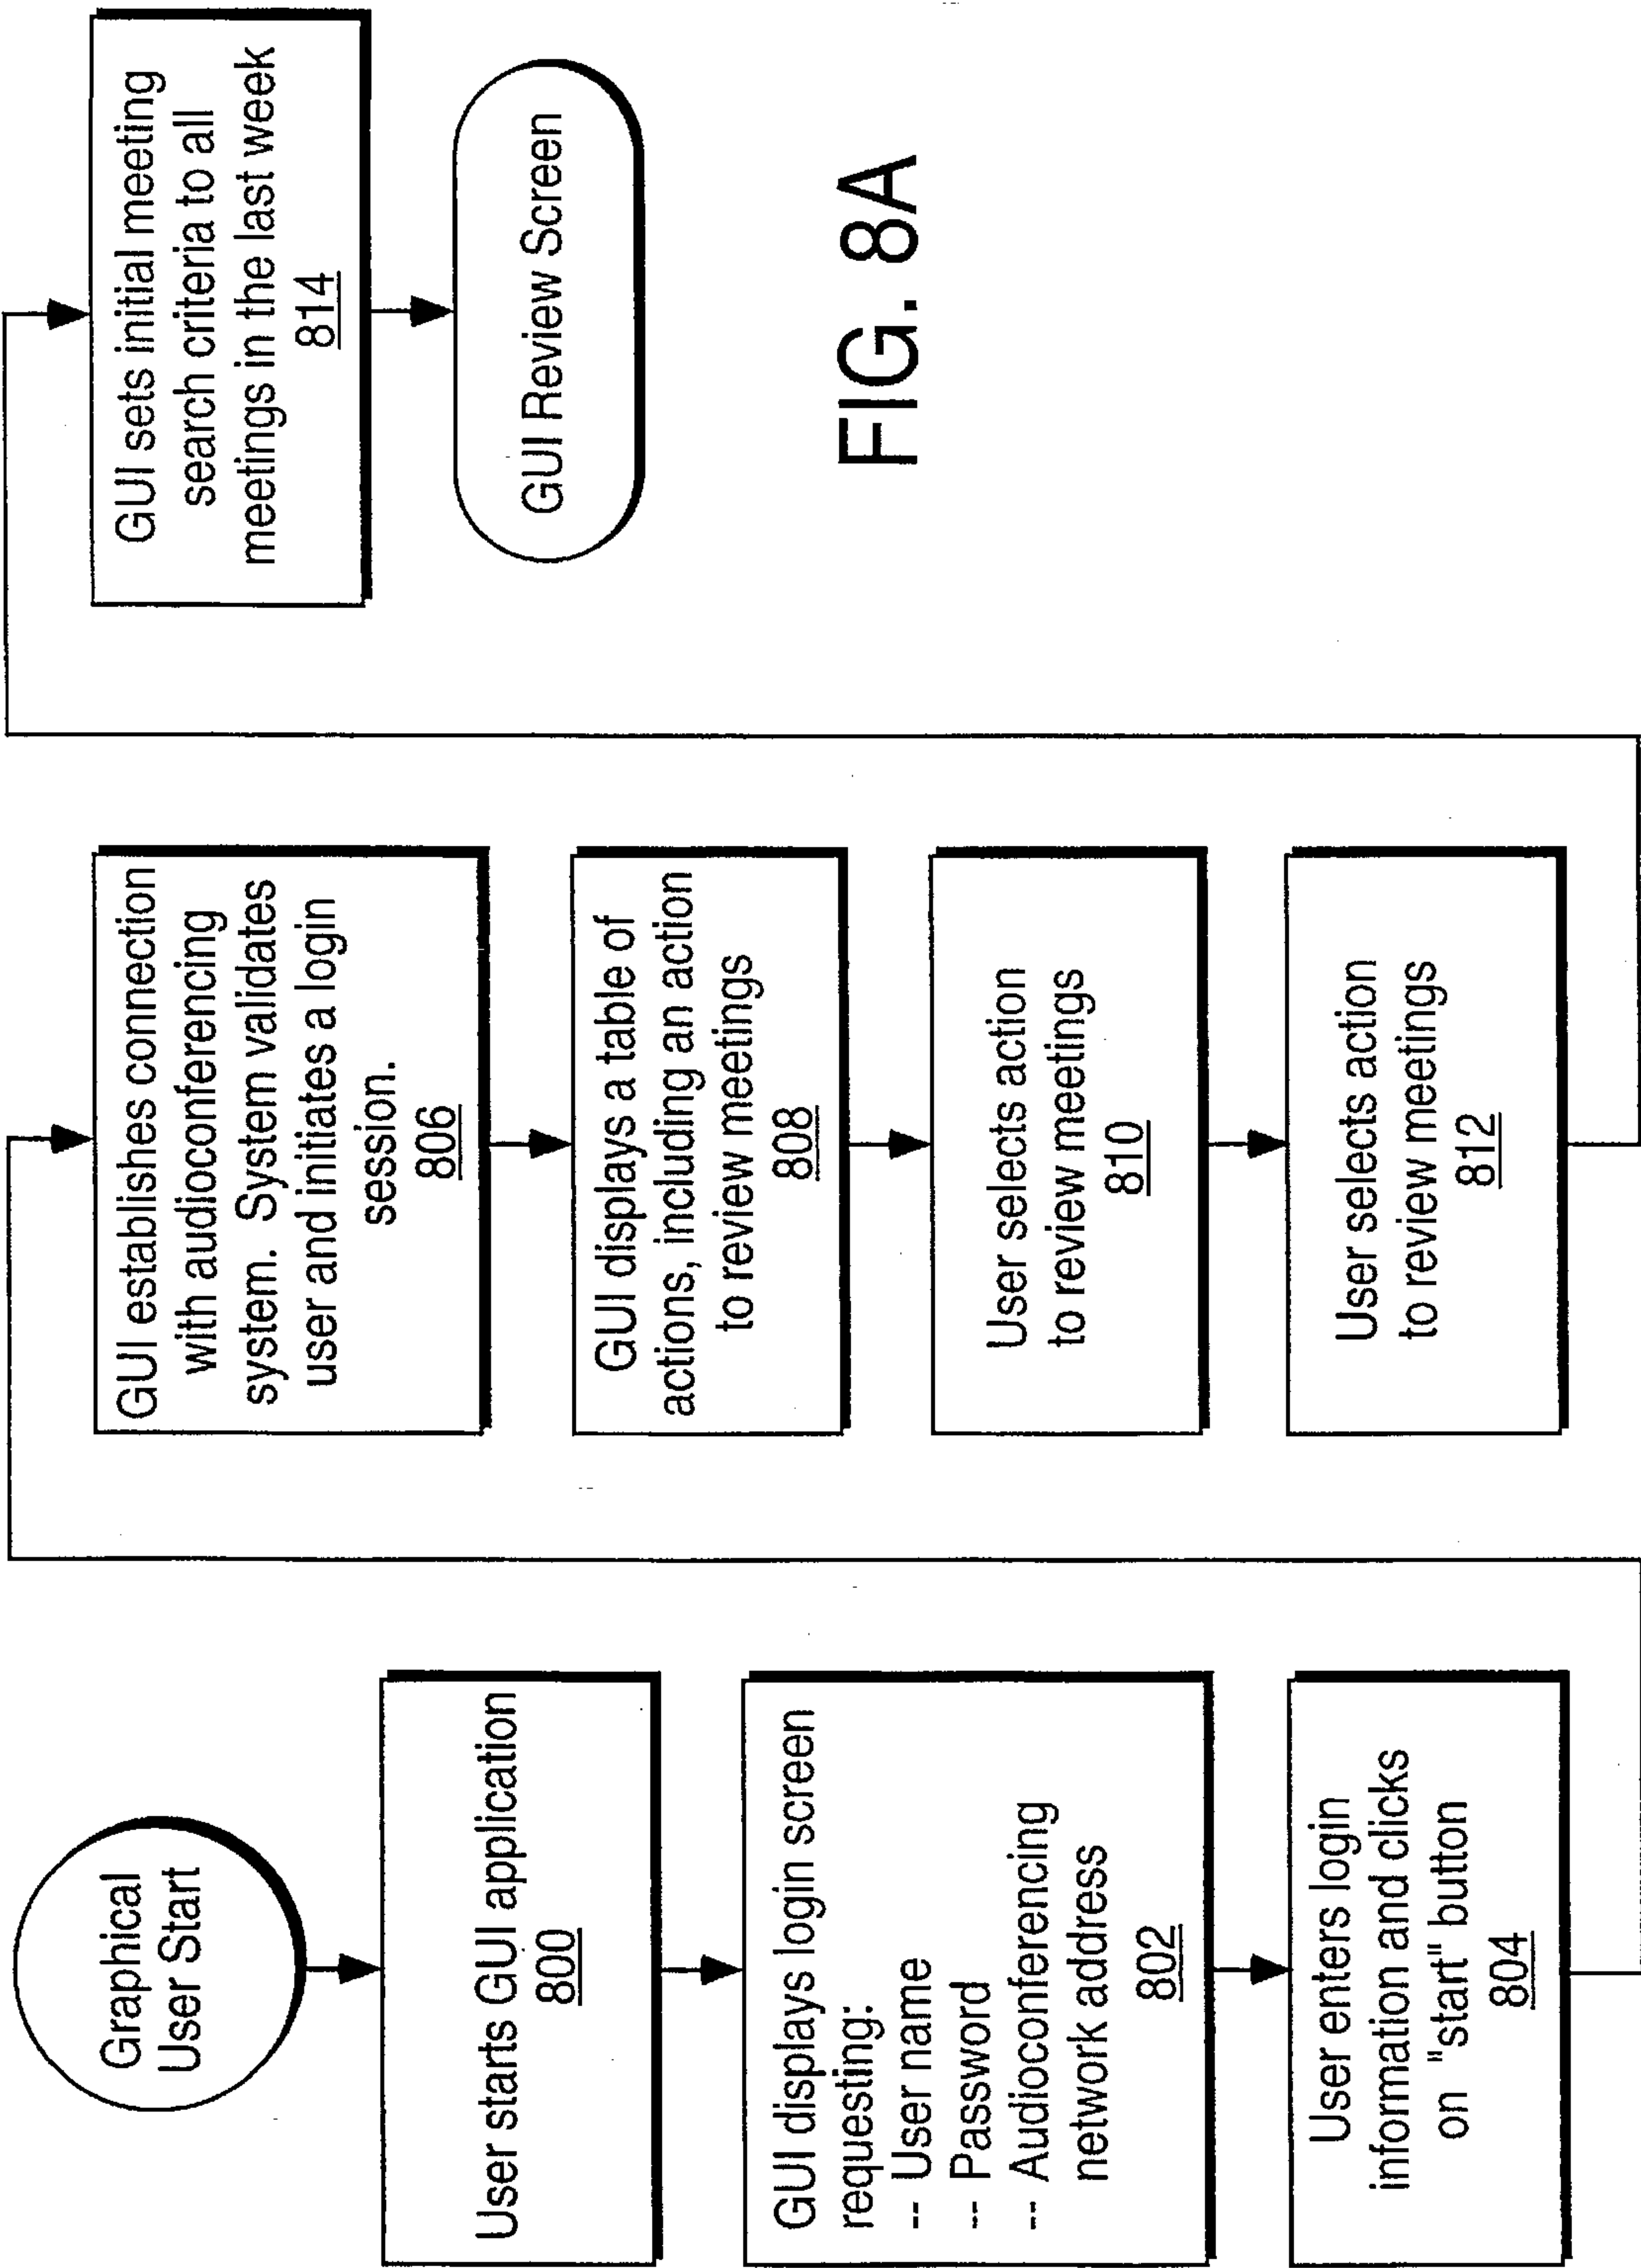 Graphical
User Start
User starts GUI application
800
GUI displays login screen
requesting:
-- User name
-- Password
-- Audioconferencing
network address
802
User enters login
information and clicks
on "start" button
804
GUI establishes connection
with audioconferencing
system. System validates
user and initiates a login
session.
806
GUI displays a table of
actions, including an action
to review meetings
808
User selects action
to review meetings
810
User selects action
to review meetings
812
GUI sets initial meeting
search criteria to all
meetings in the last week
814
GUI Review Screen
FIG. 8A